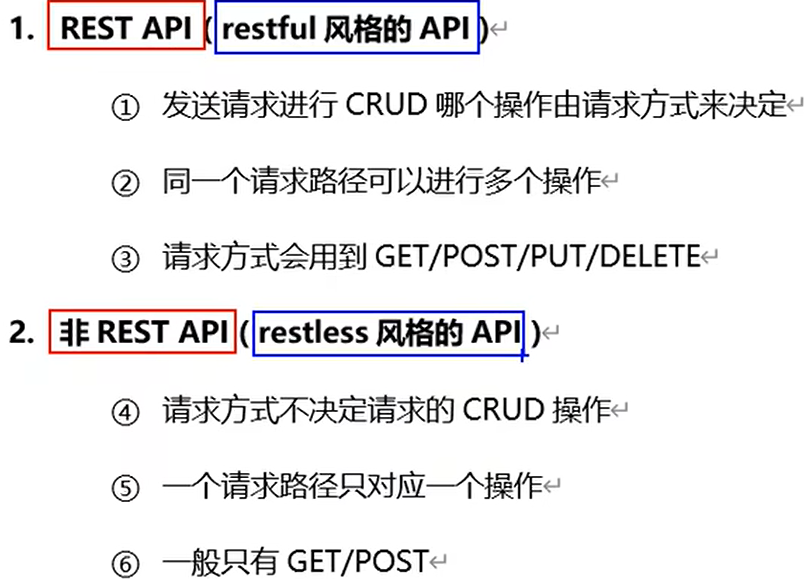 1. REST API (restful 风格的 API)↵
① 发送请求进行 CRUD 哪个操作由请求方式来决定↵
② 同一个请求路径可以进行多个操作↵
③ 请求方式会用到 GET/POST/PUT/DELETE↵
2. 非 REST API (restless 风格的 API )↵
④ 请求方式不决定请求的 CRUD 操作↵
⑤ 一个请求路径只对应一个操作↵
⑥ 一般只有 GET/POST↵